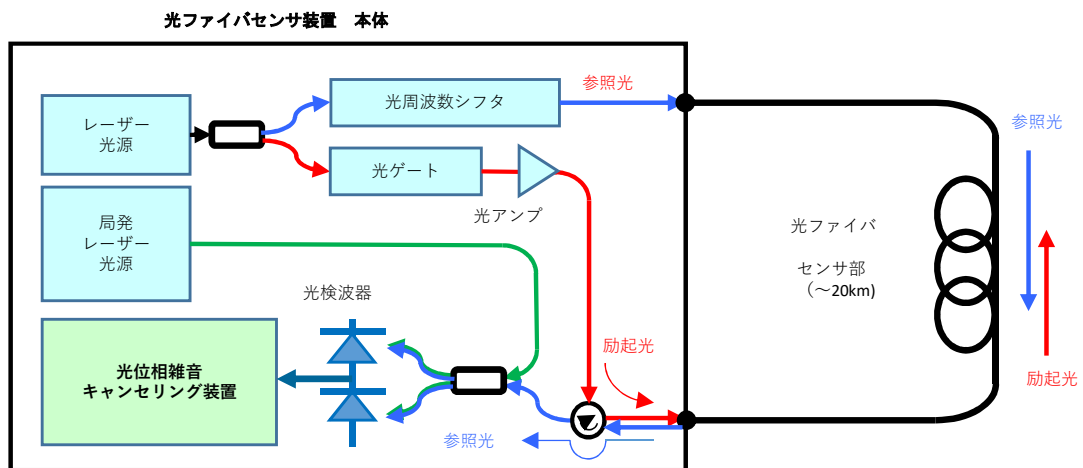 光ファイバセンサ装置　本体
参照光
光周波数シフタ
レーザー
光源
参照光
光ゲート
光アンプ
局発
レーザー
光源
光ファイバ
センサ部
（～20km)
光検波器
励起光
光位相雑音
キャンセリング装置
励起光
参照光